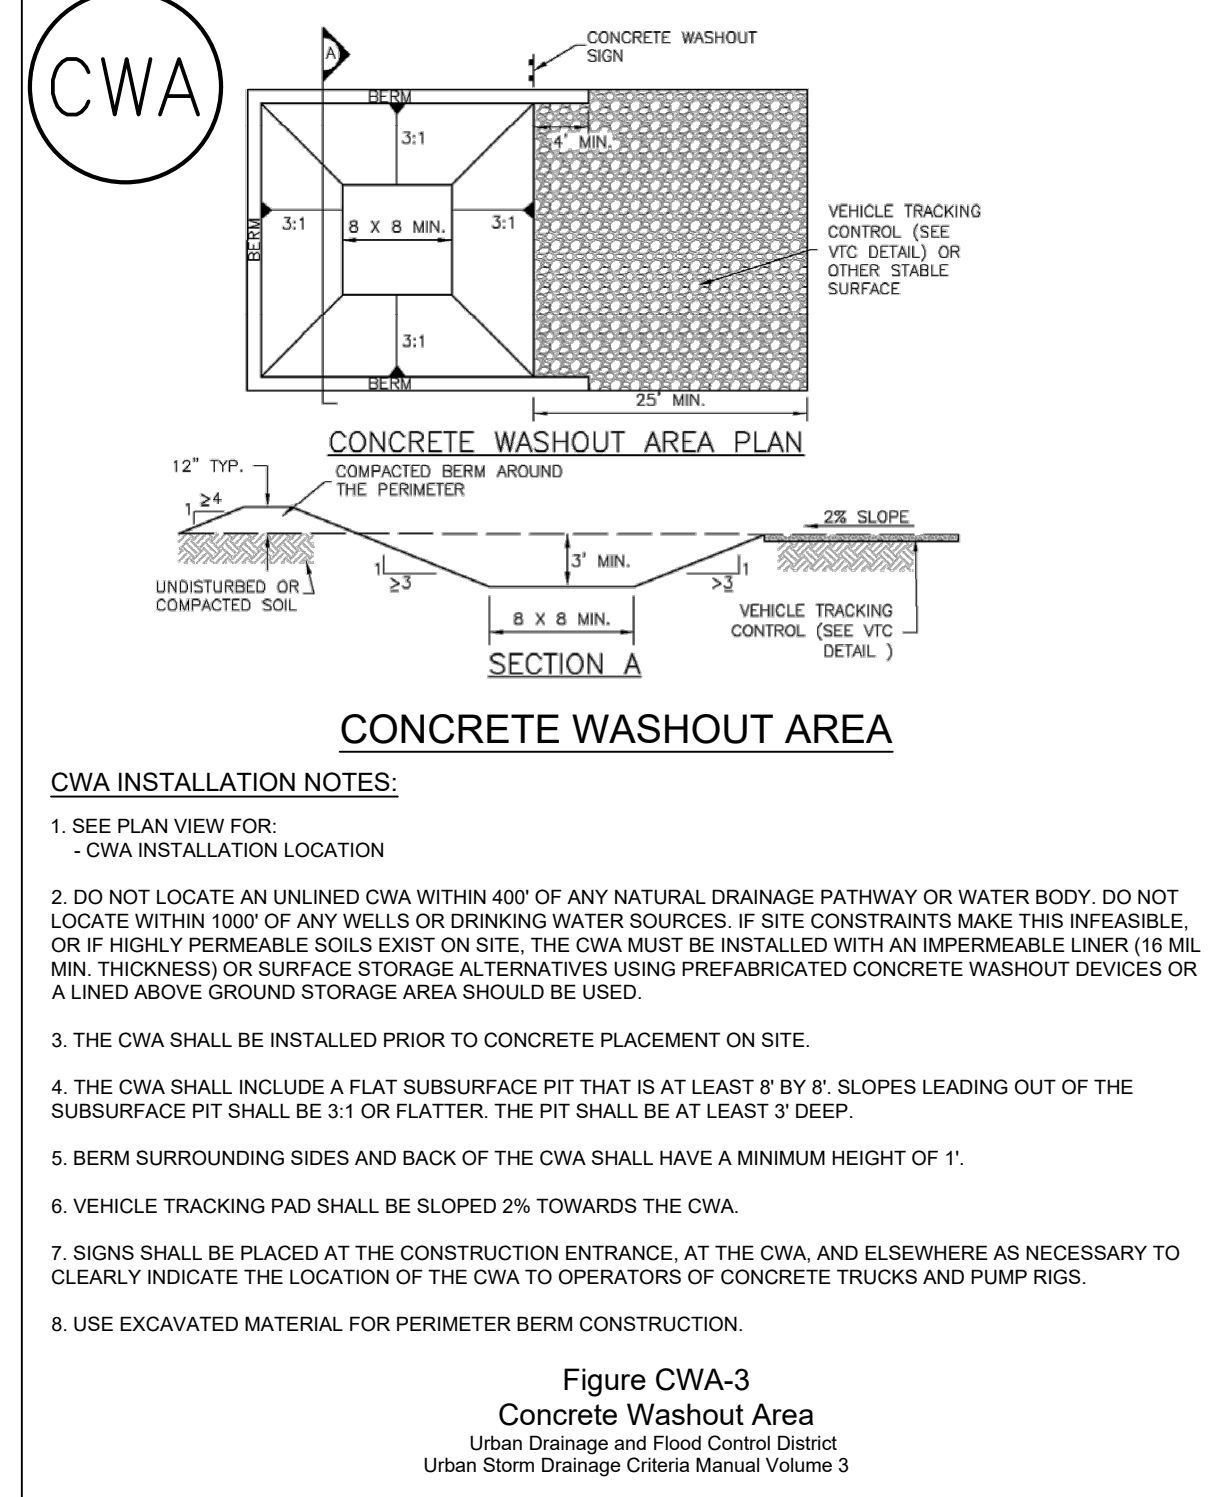 CWA
A
CONCRETE WASHOUT
SIGN
BERM
3:1
4' MIN.
BERM
3:1
8 X 8 MIN.
3:1
VEHICLE TRACKING
CONTROL (SEE
VTC DETAIL) OR
OTHER STABLE
SURFACE
3:1
BERM
25' MIN.
CONCRETE WASHOUT AREA PLAN
12" TYP.
COMPACTED BERM AROUND
THE PERIMETER
1
≥4
2% SLOPE
3' MIN.
1
≥3
1
>3
UNDISTURBED OR
COMPACTED SOIL
8 X 8 MIN.
VEHICLE TRACKING
CONTROL (SEE VTC
DETAIL )
SECTION A
CONCRETE WASHOUT AREA
CWA INSTALLATION NOTES:
1. SEE PLAN VIEW FOR:
- CWA INSTALLATION LOCATION
2. DO NOT LOCATE AN UNLINED CWA WITHIN 400' OF ANY NATURAL DRAINAGE PATHWAY OR WATER BODY. DO NOT
LOCATE WITHIN 1000' OF ANY WELLS OR DRINKING WATER SOURCES. IF SITE CONSTRAINTS MAKE THIS INFEASIBLE,
OR IF HIGHLY PERMEABLE SOILS EXIST ON SITE, THE CWA MUST BE INSTALLED WITH AN IMPERMEABLE LINER (16 MIL
MIN. THICKNESS) OR SURFACE STORAGE ALTERNATIVES USING PREFABRICATED CONCRETE WASHOUT DEVICES OR
A LINED ABOVE GROUND STORAGE AREA SHOULD BE USED.
3. THE CWA SHALL BE INSTALLED PRIOR TO CONCRETE PLACEMENT ON SITE.
4. THE CWA SHALL INCLUDE A FLAT SUBSURFACE PIT THAT IS AT LEAST 8' BY 8'. SLOPES LEADING OUT OF THE
SUBSURFACE PIT SHALL BE 3:1 OR FLATTER. THE PIT SHALL BE AT LEAST 3' DEEP.
5. BERM SURROUNDING SIDES AND BACK OF THE CWA SHALL HAVE A MINIMUM HEIGHT OF 1'.
6. VEHICLE TRACKING PAD SHALL BE SLOPED 2% TOWARDS THE CWA.
7. SIGNS SHALL BE PLACED AT THE CONSTRUCTION ENTRANCE, AT THE CWA, AND ELSEWHERE AS NECESSARY TO
CLEARLY INDICATE THE LOCATION OF THE CWA TO OPERATORS OF CONCRETE TRUCKS AND PUMP RIGS.
8. USE EXCAVATED MATERIAL FOR PERIMETER BERM CONSTRUCTION.
Figure CWA-3
Concrete Washout Area
Urban Drainage and Flood Control District
Urban Storm Drainage Criteria Manual Volume 3